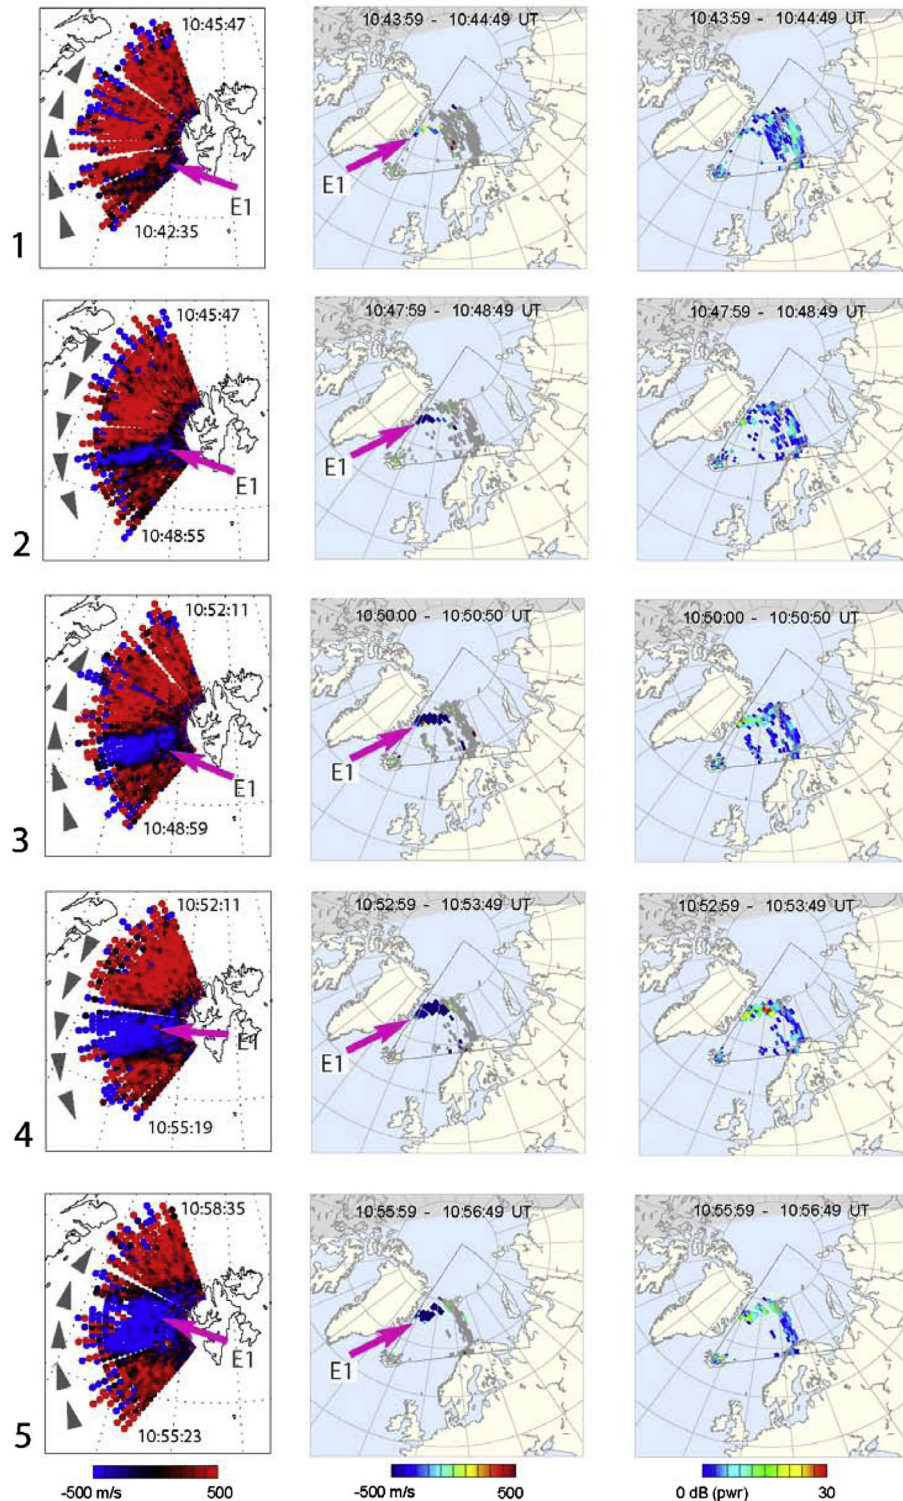 10:45:47
10:43:59 - 10:44:49 UT
10:43:59 - 10:44:49 UT
E1
E1
10:42:35
1
10:45:47
10:47:59 - 10:48:49 UT
10:47:59 - 10:48:49 UT
E1
E1
10:48:55
2
10:52:11
10:50:00 - 10:50:50 UT
10:50:00 - 10:50:50 UT
E1
E1
10:48:59
3
10:52:11
10:52:59 - 10:53:49 UT
10:52:59 - 10:53:49 UT
E1
E1
10:55:19
4
10:58:35
10:55:59 - 10:56:49 UT
10:55:59 - 10:56:49 UT
E1
E1
10:55:23
5
-500 m/s 500
-500 m/s 500
0 dB (pwr) 30